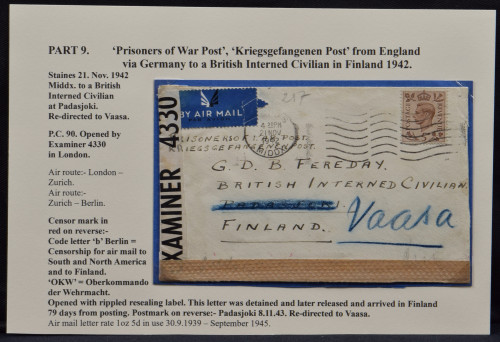 PART 9. ‘Prisoners of War Post’, ‘Kriegsgefangenen Post’ from England
via Germany to a British Interned Civilian in Finland 1942.
Staines 21. Nov. 1942
Middx. to a British
Interned Civilian
at Padasjoki.
Re-directed to Vaasa.
P.C. 90. Opened by
Examiner 4330
in London.
Air route:- London –
Zurich.
Air route:-
Zurich – Berlin.
Censor mark in
red on reverse:-
Code letter ‘b’ Berlin =
Censorship for air mail to
South and North America
and to Finland.
‘OKW’ = Oberkommando
der Wehrmacht.
Opened with rippled resealing label. This letter was detained and later released and arrived in Finland
79 days from posting. Postmark on reverse:- Padasjoki 8.11.43. Re-directed to Vaasa.
Air mail letter rate 1oz 5d in use 30.9.1939 – September 1945.
EXAMINER 4330
BY AIR MAIL
217
PRISONERS OF WAR POST
KRIEGSGEFANGENEN POST.
G. D. B. FEREDAY.
BRITISH INTERNED CIVILIAN
FINLAND.
Vaasa